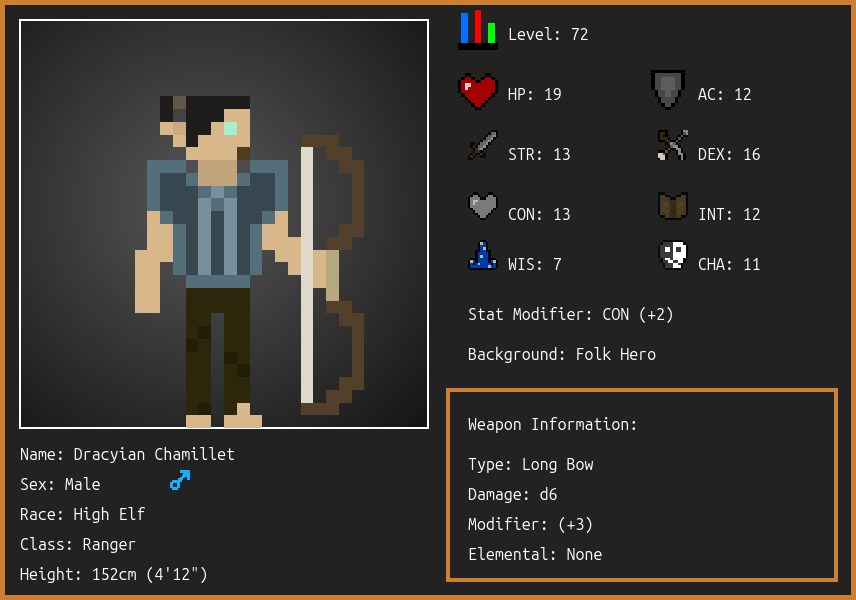 Level: 72
HP: 19
AC: 12
STR: 13
DEX: 16
CON: 13
INT: 12
WIS: 7
CHA: 11
Stat Modifier: CON (+2)
Background: Folk Hero
Weapon Information:
Type: Long Bow
Damage: d6
Modifier: (+3)
Elemental: None
Name: Dracyian Chamillet
Sex: Male
Race: High Elf
Class: Ranger
Height: 152cm (4'12")